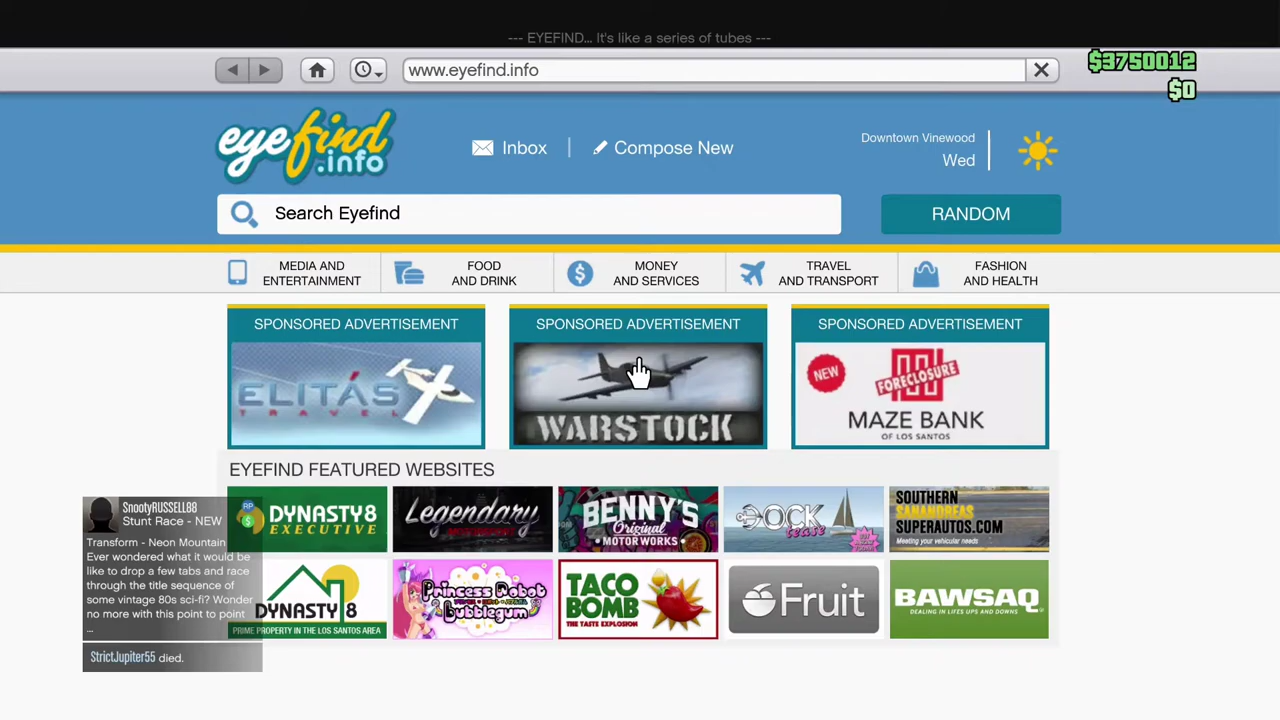 --- EYEFIND... It's like a series of tubes ---
www.eyefind.info
$3750012
$0
eyefind
.info
Inbox
Compose New
Downtown Vinewood
Wed
Search Eyefind
RANDOM
MEDIA AND
ENTERTAINMENT
FOOD
AND DRINK
MONEY
AND SERVICES
TRAVEL
AND TRANSPORT
FASHION
AND HEALTH
SPONSORED ADVERTISEMENT
ELITÁS
TRAVEL
SPONSORED ADVERTISEMENT
WARSTOCK
SPONSORED ADVERTISEMENT
NEW
FORECLOSURE
MAZE BANK
OF LOS SANTOS
EYEFIND FEATURED WEBSITES
RP
$
DYNASTY8
EXECUTIVE
Legendary
MOTORSPORT
BENNY'S
Original
MOTOR WORKS
DOCK
tease
SOUTHERN
SANANDREAS
SUPERAUTOS.COM
Meeting your vehicular needs
DYNASTY 8
PRIME PROPERTY IN THE LOS SANTOS AREA
Princess Robot
Bubblegum
TACO
BOMB
THE TASTE EXPLOSION
Fruit
BAWSAQ
DEALING IN LIFE'S UPS AND DOWNS
SnootyRUSSELL88
Stunt Race - NEW
Transform - Neon Mountain
Ever wondered what it would be
like to drop a few tabs and race
through the title sequence of
some vintage 80s sci-fi? Wonder
no more with this point to point
...
StrictJupiter55 died.